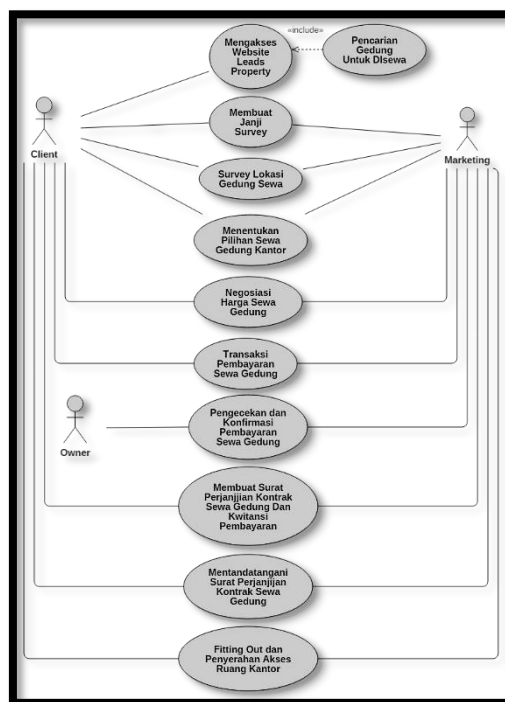 Mengakses
Website
Leads
Property
«include»
Pencarian
Gedung
Untuk DIsewa
Membuat
Janji
Survey
Client
Marketing
Survey Lokasi
Gedung Sewa
Menentukan
Pilihan Sewa
Gedung Kantor
Negosiasi
Harga Sewa
Gedung
Transaksi
Pembayaran
Sewa Gedung
Pengecekan dan
Konfirmasi
Pembayaran
Sewa Gedung
Owner
Membuat Surat
Perjanjjian Kontrak
Sewa Gedung Dan
Kwitansi
Pembayaran
Mentandatangani
Surat Perjanjijan
Kontrak Sewa
Gedung
Fitting Out dan
Penyerahan Akses
Ruang Kantor